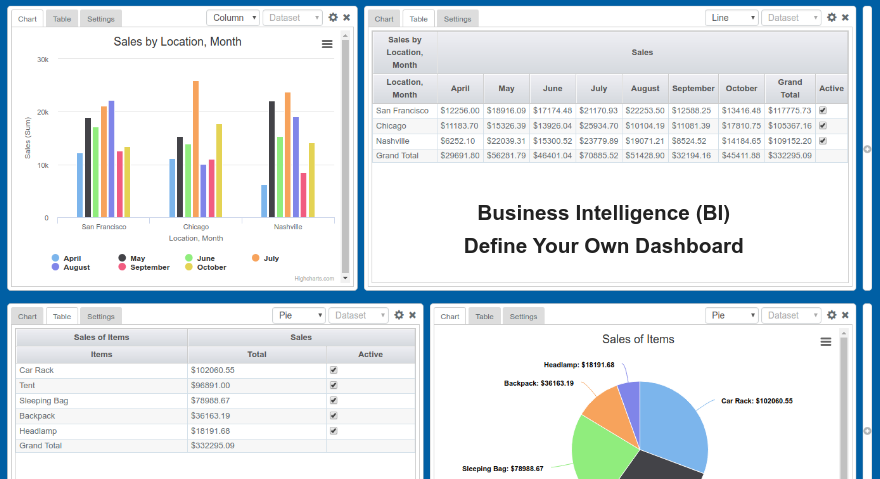 Chart Table Settings Column Dataset
Sales by Location, Month
30k
20k
10k
0
Sales (Sum)
San Francisco Chicago Nashville
Location, Month
April May June July
August September October
Highcharts.com
Chart Table Settings Line Dataset
Sales by Location, Month Sales
Location, Month April May June July August September October Grand Total Active
San Francisco $12256.00 $18916.09 $17174.48 $21170.93 $22253.50 $12588.25 $13416.48 $117775.73
Chicago $11183.70 $15326.39 $13926.04 $25934.70 $10104.19 $11081.39 $17810.75 $105367.16
Nashville $6252.10 $22039.31 $15300.52 $23779.89 $19071.21 $8524.52 $14184.65 $109152.20
Grand Total $29691.80 $56281.79 $46401.04 $70885.52 $51428.90 $32194.16 $45411.88 $332295.09
Business Intelligence (BI)
Define Your Own Dashboard
Chart Table Settings Pie Dataset
Sales of Items Sales
Items Total Active
Car Rack $102060.55
Tent $96891.00
Sleeping Bag $78988.67
Backpack $36163.19
Headlamp $18191.68
Grand Total $332295.09
Chart Table Settings Pie Dataset
Sales of Items
Headlamp: $18191.68
Backpack: $36163.19
Car Rack: $102060.55
Sleeping Bag: $78988.67